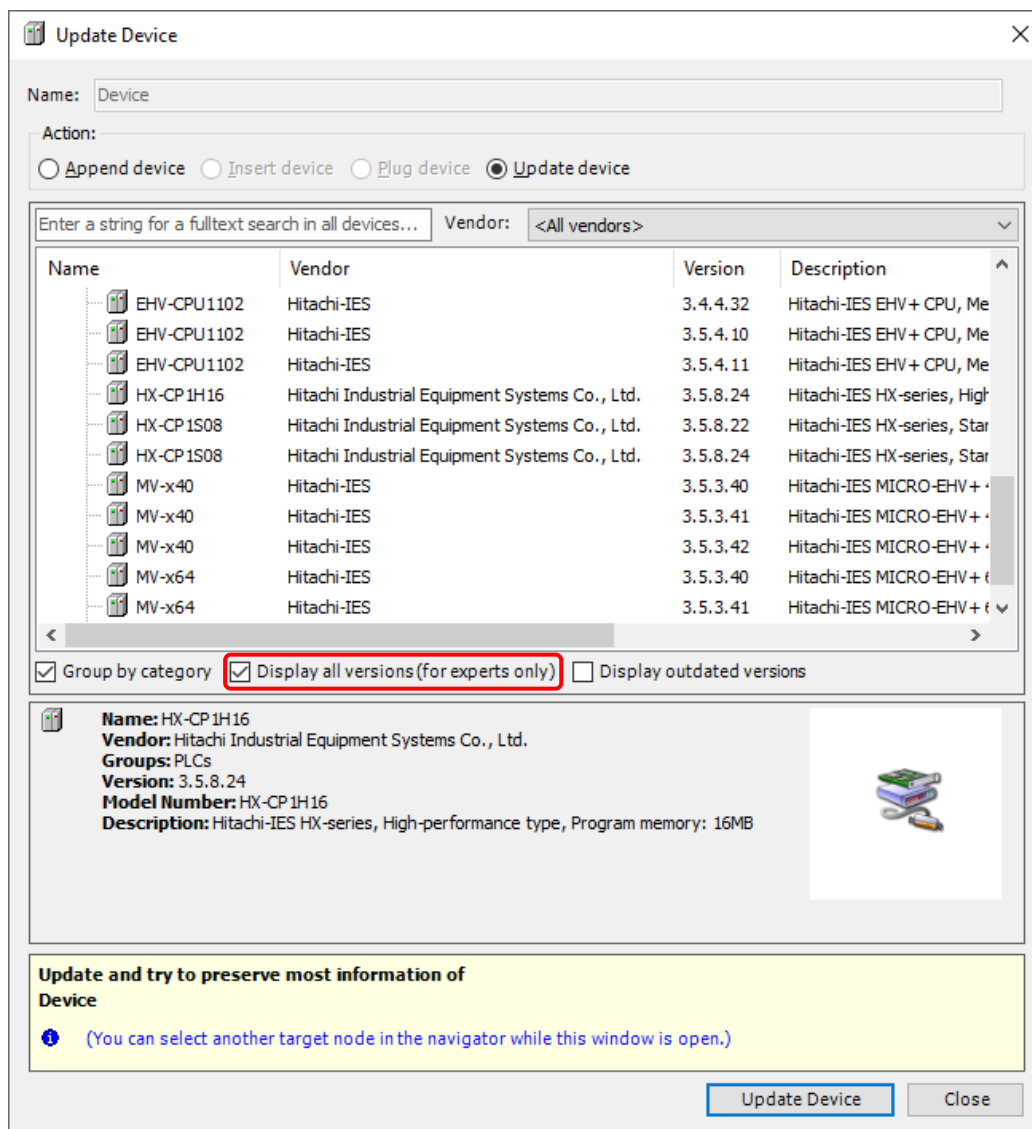 Update Device
Name: Device
Action:
Append device Insert device Plug device Update device
Enter a string for a fulltext search in all devices... Vendor: <All vendors>
Name Vendor Version Description
EHV-CPU1102 Hitachi-IES 3.4.4.32 Hitachi-IES EHV+ CPU, Me
EHV-CPU1102 Hitachi-IES 3.5.4.10 Hitachi-IES EHV+ CPU, Me
EHV-CPU1102 Hitachi-IES 3.5.4.11 Hitachi-IES EHV+ CPU, Me
HX-CP1H16 Hitachi Industrial Equipment Systems Co., Ltd. 3.5.8.24 Hitachi-IES HX-series, High
HX-CP1S08 Hitachi Industrial Equipment Systems Co., Ltd. 3.5.8.22 Hitachi-IES HX-series, Star
HX-CP1S08 Hitachi Industrial Equipment Systems Co., Ltd. 3.5.8.24 Hitachi-IES HX-series, Star
MV-x40 Hitachi-IES 3.5.3.40 Hitachi-IES MICRO-EHV+
MV-x40 Hitachi-IES 3.5.3.41 Hitachi-IES MICRO-EHV+
MV-x40 Hitachi-IES 3.5.3.42 Hitachi-IES MICRO-EHV+
MV-x64 Hitachi-IES 3.5.3.40 Hitachi-IES MICRO-EHV+
MV-x64 Hitachi-IES 3.5.3.41 Hitachi-IES MICRO-EHV+
Group by category Display all versions (for experts only) Display outdated versions
Name: HX-CP1H16
Vendor: Hitachi Industrial Equipment Systems Co., Ltd.
Groups: PLCs
Version: 3.5.8.24
Model Number: HX-CP1H16
Description: Hitachi-IES HX-series, High-performance type, Program memory: 16MB
Update and try to preserve most information of
Device
(You can select another target node in the navigator while this window is open.)
Update Device Close